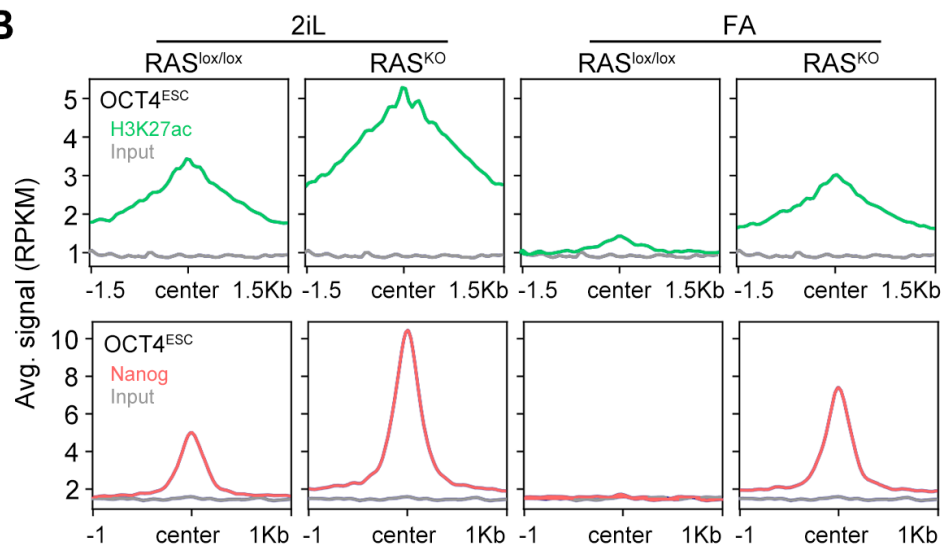 B
2iL FA
RASlox/lox RASKO RASlox/lox RASKO
Avg. signal (RPKM)
OCT4ESC
H3K27ac
Input
5
4
3
2
1
-1.5 center 1.5Kb -1.5 center 1.5Kb -1.5 center 1.5Kb -1.5 center 1.5Kb
OCT4ESC
Nanog
Input
10
8
6
4
2
-1 center 1Kb -1 center 1Kb -1 center 1Kb -1 center 1Kb